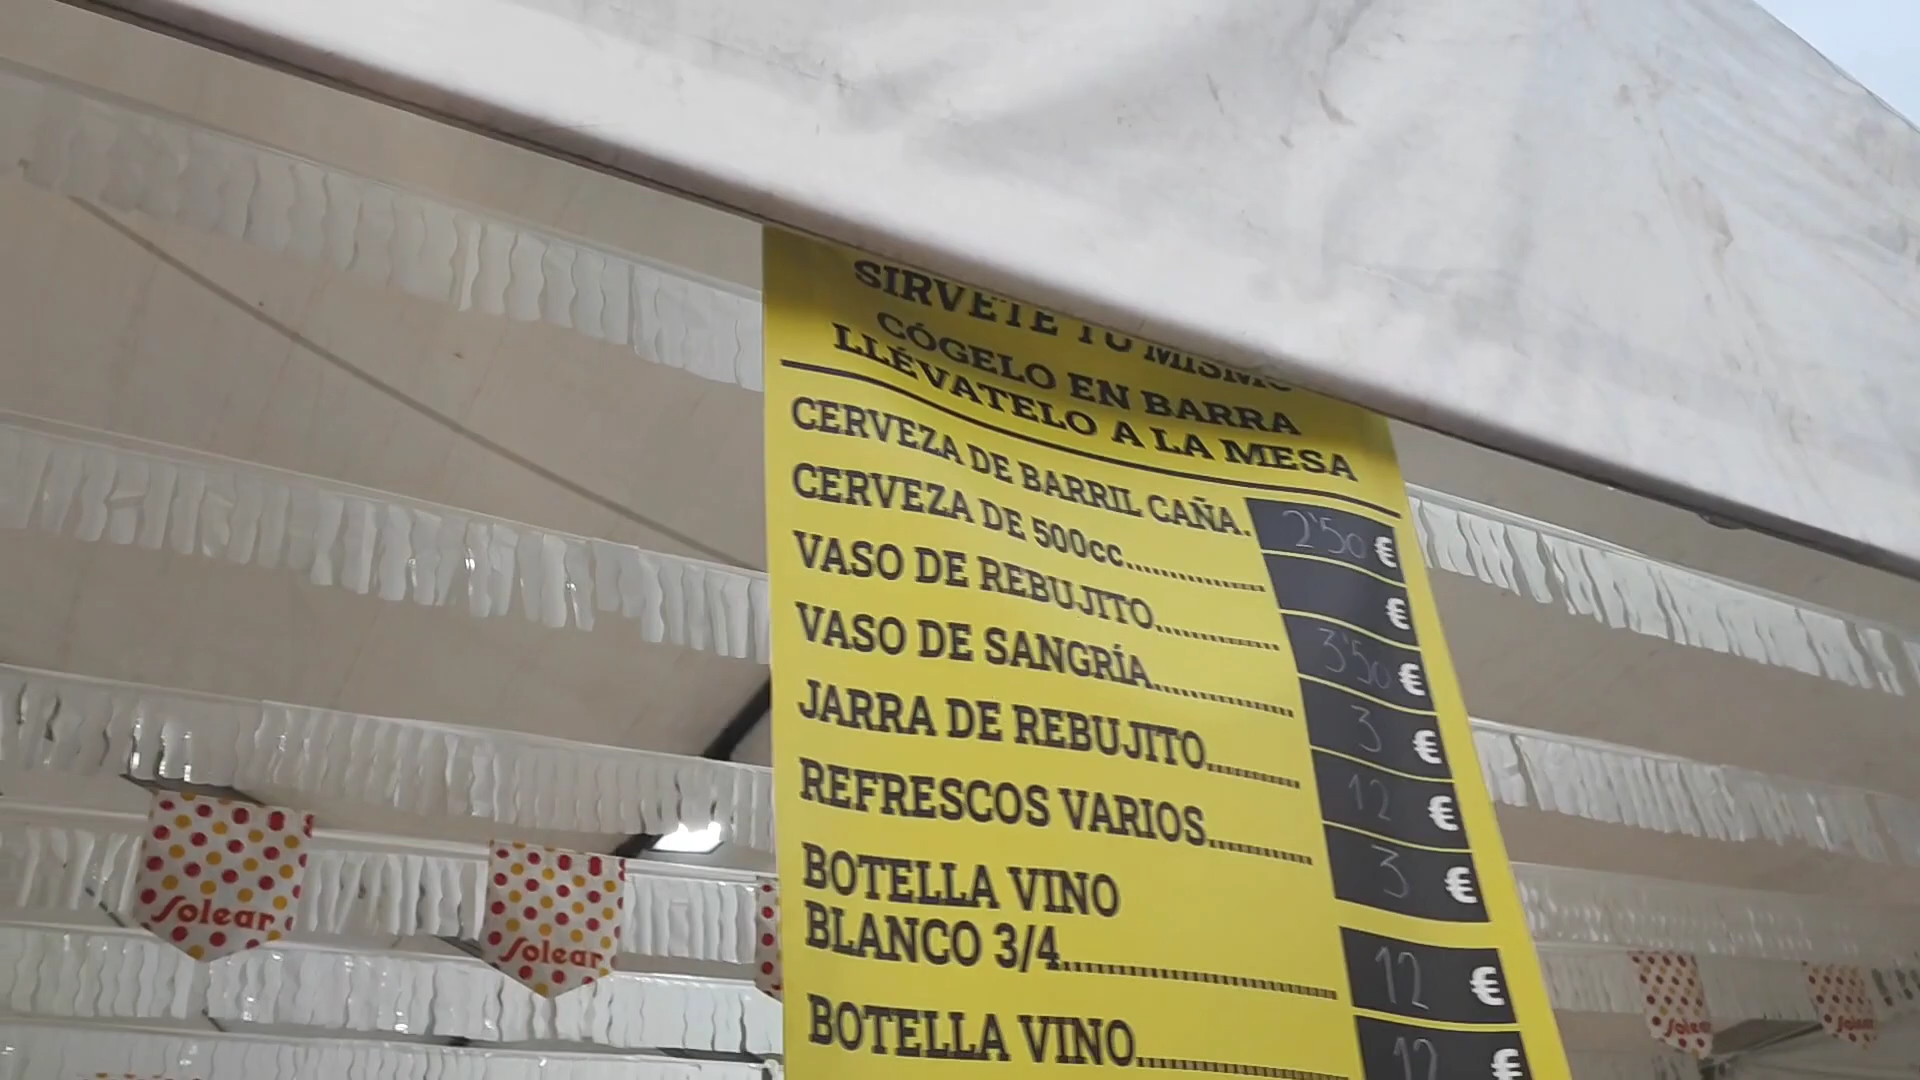 SIRVETE TU MISMO
CÓGELO EN BARRA
LLÉVATELO A LA MESA
CERVEZA DE BARRIL CAÑA. 2'50 €
CERVEZA DE 500cc............... €
VASO DE REBUJITO............... 3'50 €
VASO DE SANGRÍA............... 3 €
JARRA DE REBUJITO........... 12 €
REFRESCOS VARIOS............ 3 €
BOTELLA VINO
BLANCO 3/4.............................. 12 €
BOTELLA VINO....................... 12 €
Solear
Solear
Solear
Solear